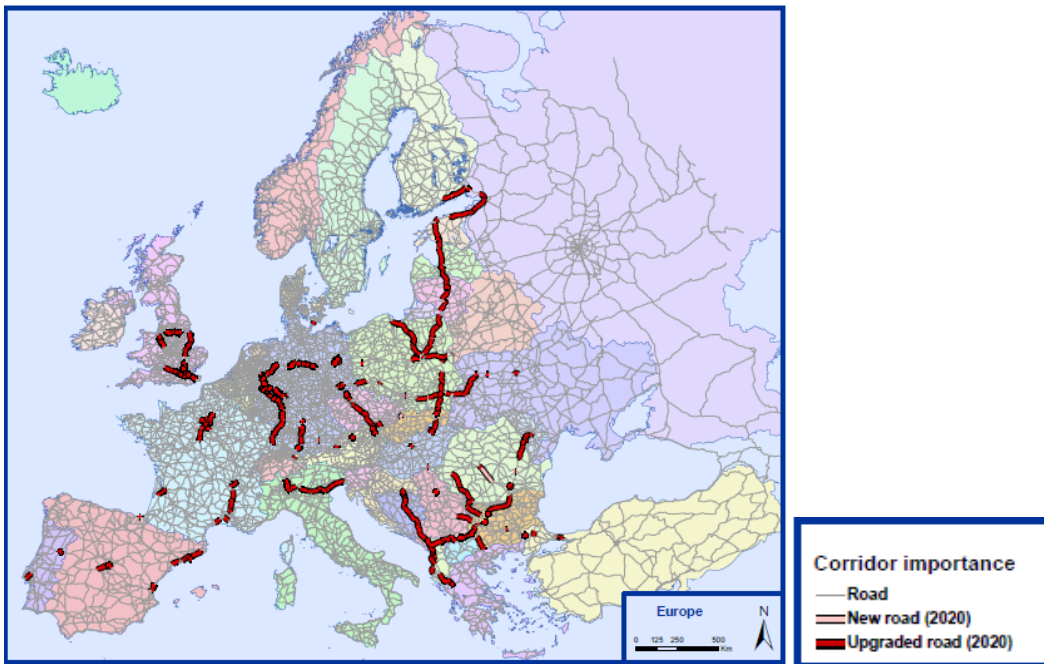 Europe
N
0 125 250 500
Km
Corridor importance
Road
New road (2020)
Upgraded road (2020)